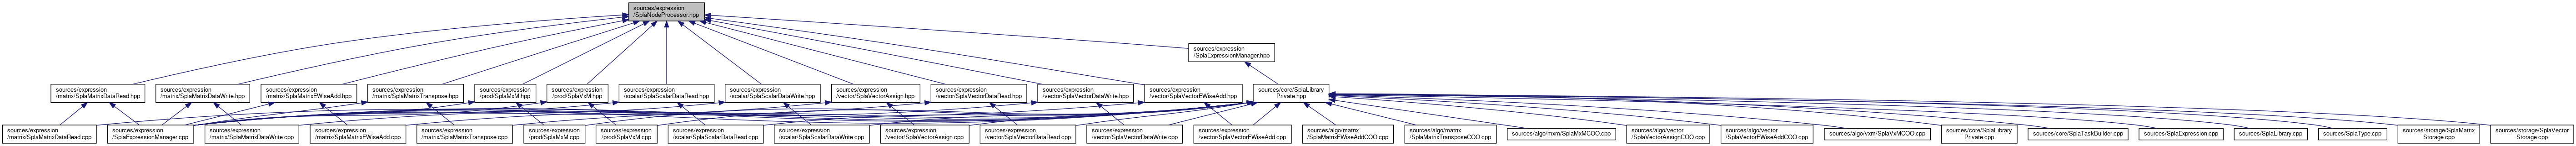 sources/expression
/SplaNodeProcessor.hpp
sources/expression
/SplaExpressionManager.hpp
sources/expression
/matrix/SplaMatrixDataRead.hpp
sources/expression
/matrix/SplaMatrixDataWrite.hpp
sources/expression
/matrix/SplaMatrixEWiseAdd.hpp
sources/expression
/matrix/SplaMatrixTranspose.hpp
sources/expression
/prod/SplaMxM.hpp
sources/expression
/prod/SplaVxM.hpp
sources/expression
/scalar/SplaScalarDataRead.hpp
sources/expression
/scalar/SplaScalarDataWrite.hpp
sources/expression
/vector/SplaVectorAssign.hpp
sources/expression
/vector/SplaVectorDataRead.hpp
sources/expression
/vector/SplaVectorDataWrite.hpp
sources/expression
/vector/SplaVectorEWiseAdd.hpp
sources/core/SplaLibrary
Private.hpp
sources/expression
/matrix/SplaMatrixDataRead.cpp
sources/expression
/SplaExpressionManager.cpp
sources/expression
/matrix/SplaMatrixDataWrite.cpp
sources/expression
/matrix/SplaMatrixEWiseAdd.cpp
sources/expression
/matrix/SplaMatrixTranspose.cpp
sources/expression
/prod/SplaMxM.cpp
sources/expression
/prod/SplaVxM.cpp
sources/expression
/scalar/SplaScalarDataRead.cpp
sources/expression
/scalar/SplaScalarDataWrite.cpp
sources/expression
/vector/SplaVectorAssign.cpp
sources/expression
/vector/SplaVectorDataRead.cpp
sources/expression
/vector/SplaVectorDataWrite.cpp
sources/expression
/vector/SplaVectorEWiseAdd.cpp
sources/algo/matrix
/SplaMatrixEWiseAddCOO.cpp
sources/algo/matrix
/SplaMatrixTransposeCOO.cpp
sources/algo/mxm/SplaMxMCOO.cpp
sources/algo/vector
/SplaVectorAssignCOO.cpp
sources/algo/vector
/SplaVectorEWiseAddCOO.cpp
sources/algo/vxm/SplaVxMCOO.cpp
sources/core/SplaLibrary
Private.cpp
sources/core/SplaTaskBuilder.cpp
sources/SplaExpression.cpp
sources/SplaLibrary.cpp
sources/SplaType.cpp
sources/storage/SplaMatrix
Storage.cpp
sources/storage/SplaVector
Storage.cpp